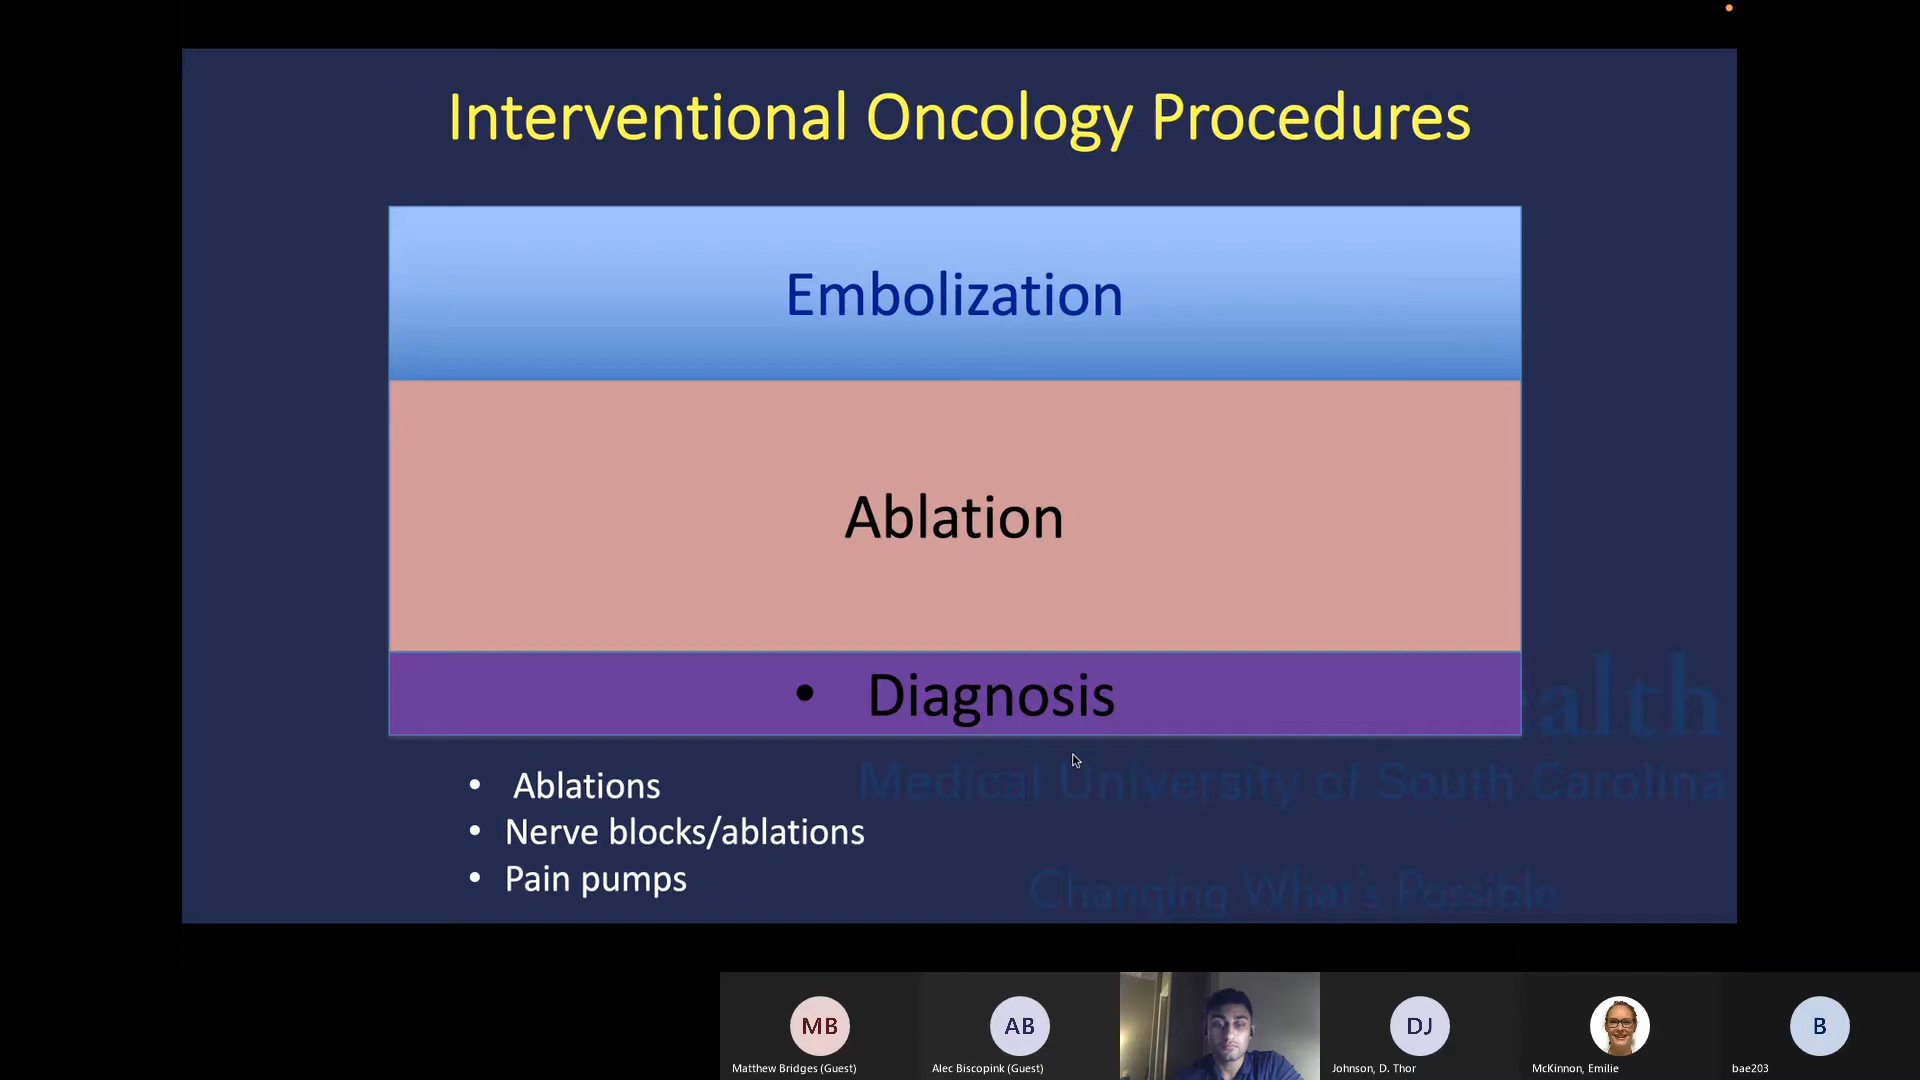 Interventional Oncology Procedures
Embolization
Ablation
• Diagnosis
alth
Medical University of South Carolina
• Ablations
• Nerve blocks/ablations
• Pain pumps
Changing What's Possible
MB
AB
DJ
B
Matthew Bridges (Guest)
Alec Biscopink (Guest)
Johnson, D. Thor
McKinnon, Emilie
bae203